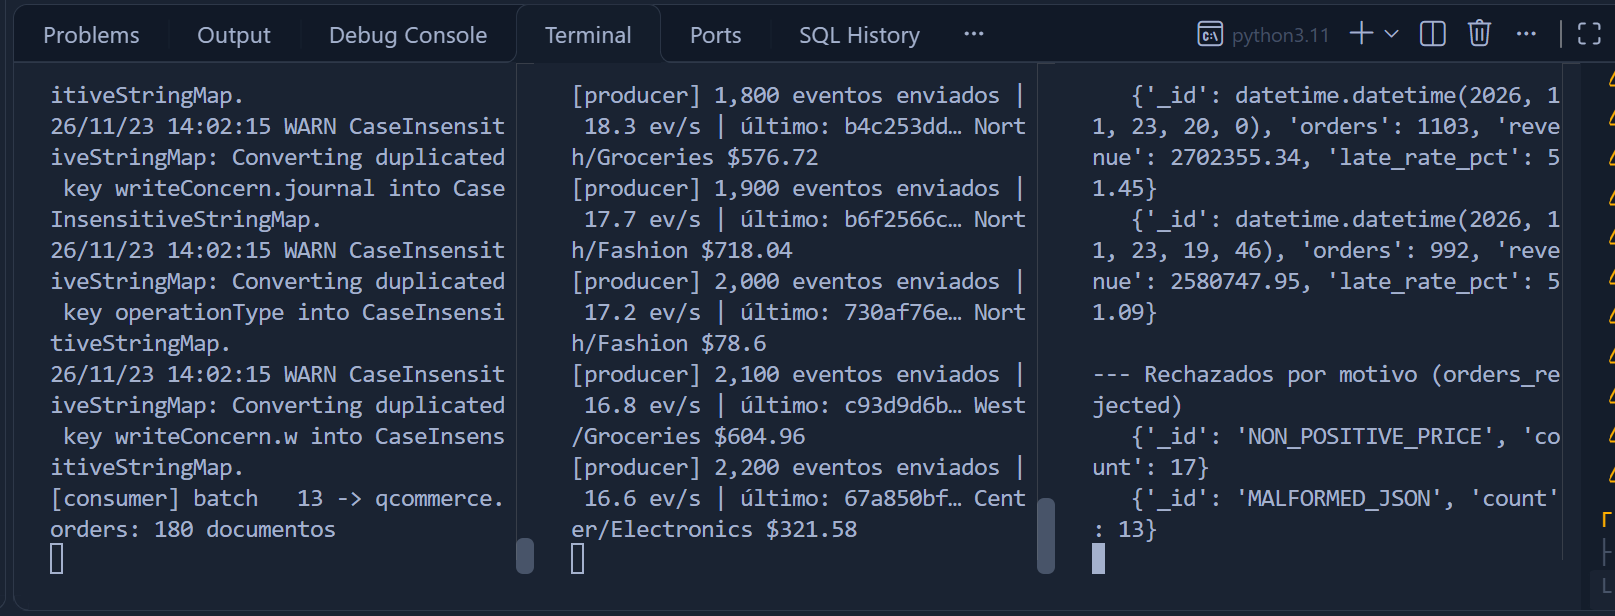 Problems Output Debug Console Terminal Ports SQL History ··· python3.11 ···
itiveStringMap.
26/11/23 14:02:15 WARN CaseInsensit
iveStringMap: Converting duplicated
 key writeConcern.journal into Case
InsensitiveStringMap.
26/11/23 14:02:15 WARN CaseInsensit
iveStringMap: Converting duplicated
 key operationType into CaseInsensi
tiveStringMap.
26/11/23 14:02:15 WARN CaseInsensit
iveStringMap: Converting duplicated
 key writeConcern.w into CaseInsens
itiveStringMap.
[consumer] batch   13 -> qcommerce.
orders: 180 documentos
[producer] 1,800 eventos enviados |
 18.3 ev/s | último: b4c253dd… Nort
h/Groceries $576.72
[producer] 1,900 eventos enviados |
 17.7 ev/s | último: b6f2566c… Nort
h/Fashion $718.04
[producer] 2,000 eventos enviados |
 17.2 ev/s | último: 730af76e… Nort
h/Fashion $78.6
[producer] 2,100 eventos enviados |
 16.8 ev/s | último: c93d9d6b… West
/Groceries $604.96
[producer] 2,200 eventos enviados |
 16.6 ev/s | último: 67a850bf… Cent
er/Electronics $321.58
   {'_id': datetime.datetime(2026, 1
1, 23, 20, 0), 'orders': 1103, 'reve
nue': 2702355.34, 'late_rate_pct': 5
1.45}
   {'_id': datetime.datetime(2026, 1
1, 23, 19, 46), 'orders': 992, 'reve
nue': 2580747.95, 'late_rate_pct': 5
1.09}
--- Rechazados por motivo (orders_re
jected)
   {'_id': 'NON_POSITIVE_PRICE', 'co
unt': 17}
   {'_id': 'MALFORMED_JSON', 'count'
: 13}